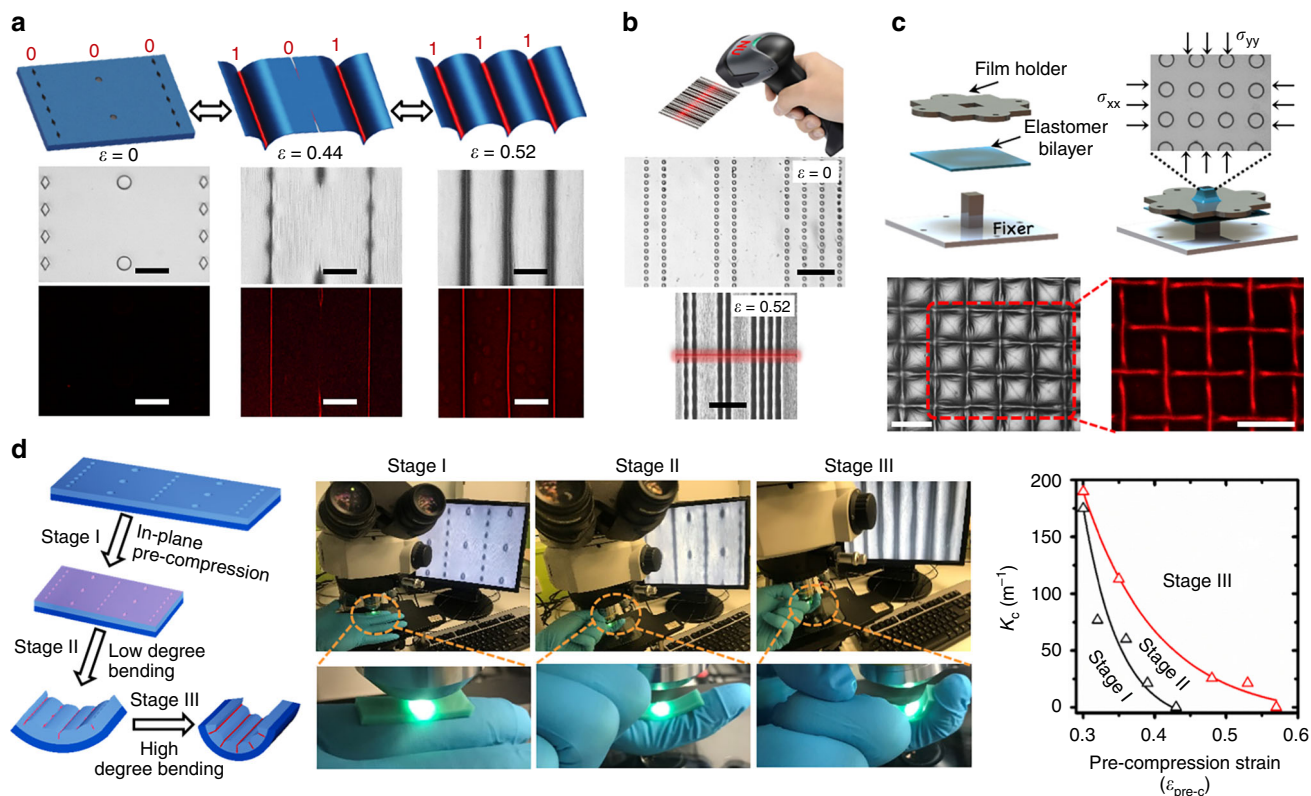 a
0 0 0
1 0 1
1 1 1
ε = 0
ε = 0.44
ε = 0.52
b
NU
ε = 0
ε = 0.52
c
Film holder
Elastomer
bilayer
Fixer
σyy
σxx
d
Stage I
In-plane
pre-compression
Stage II
Low degree
bending
Stage III
High
degree bending
Stage I
Stage II
Stage III
200
150
100
50
0
Kc (m⁻¹)
Stage I
Stage II
Stage III
0.3 0.4 0.5 0.6
Pre-compression strain
(εpre-c)